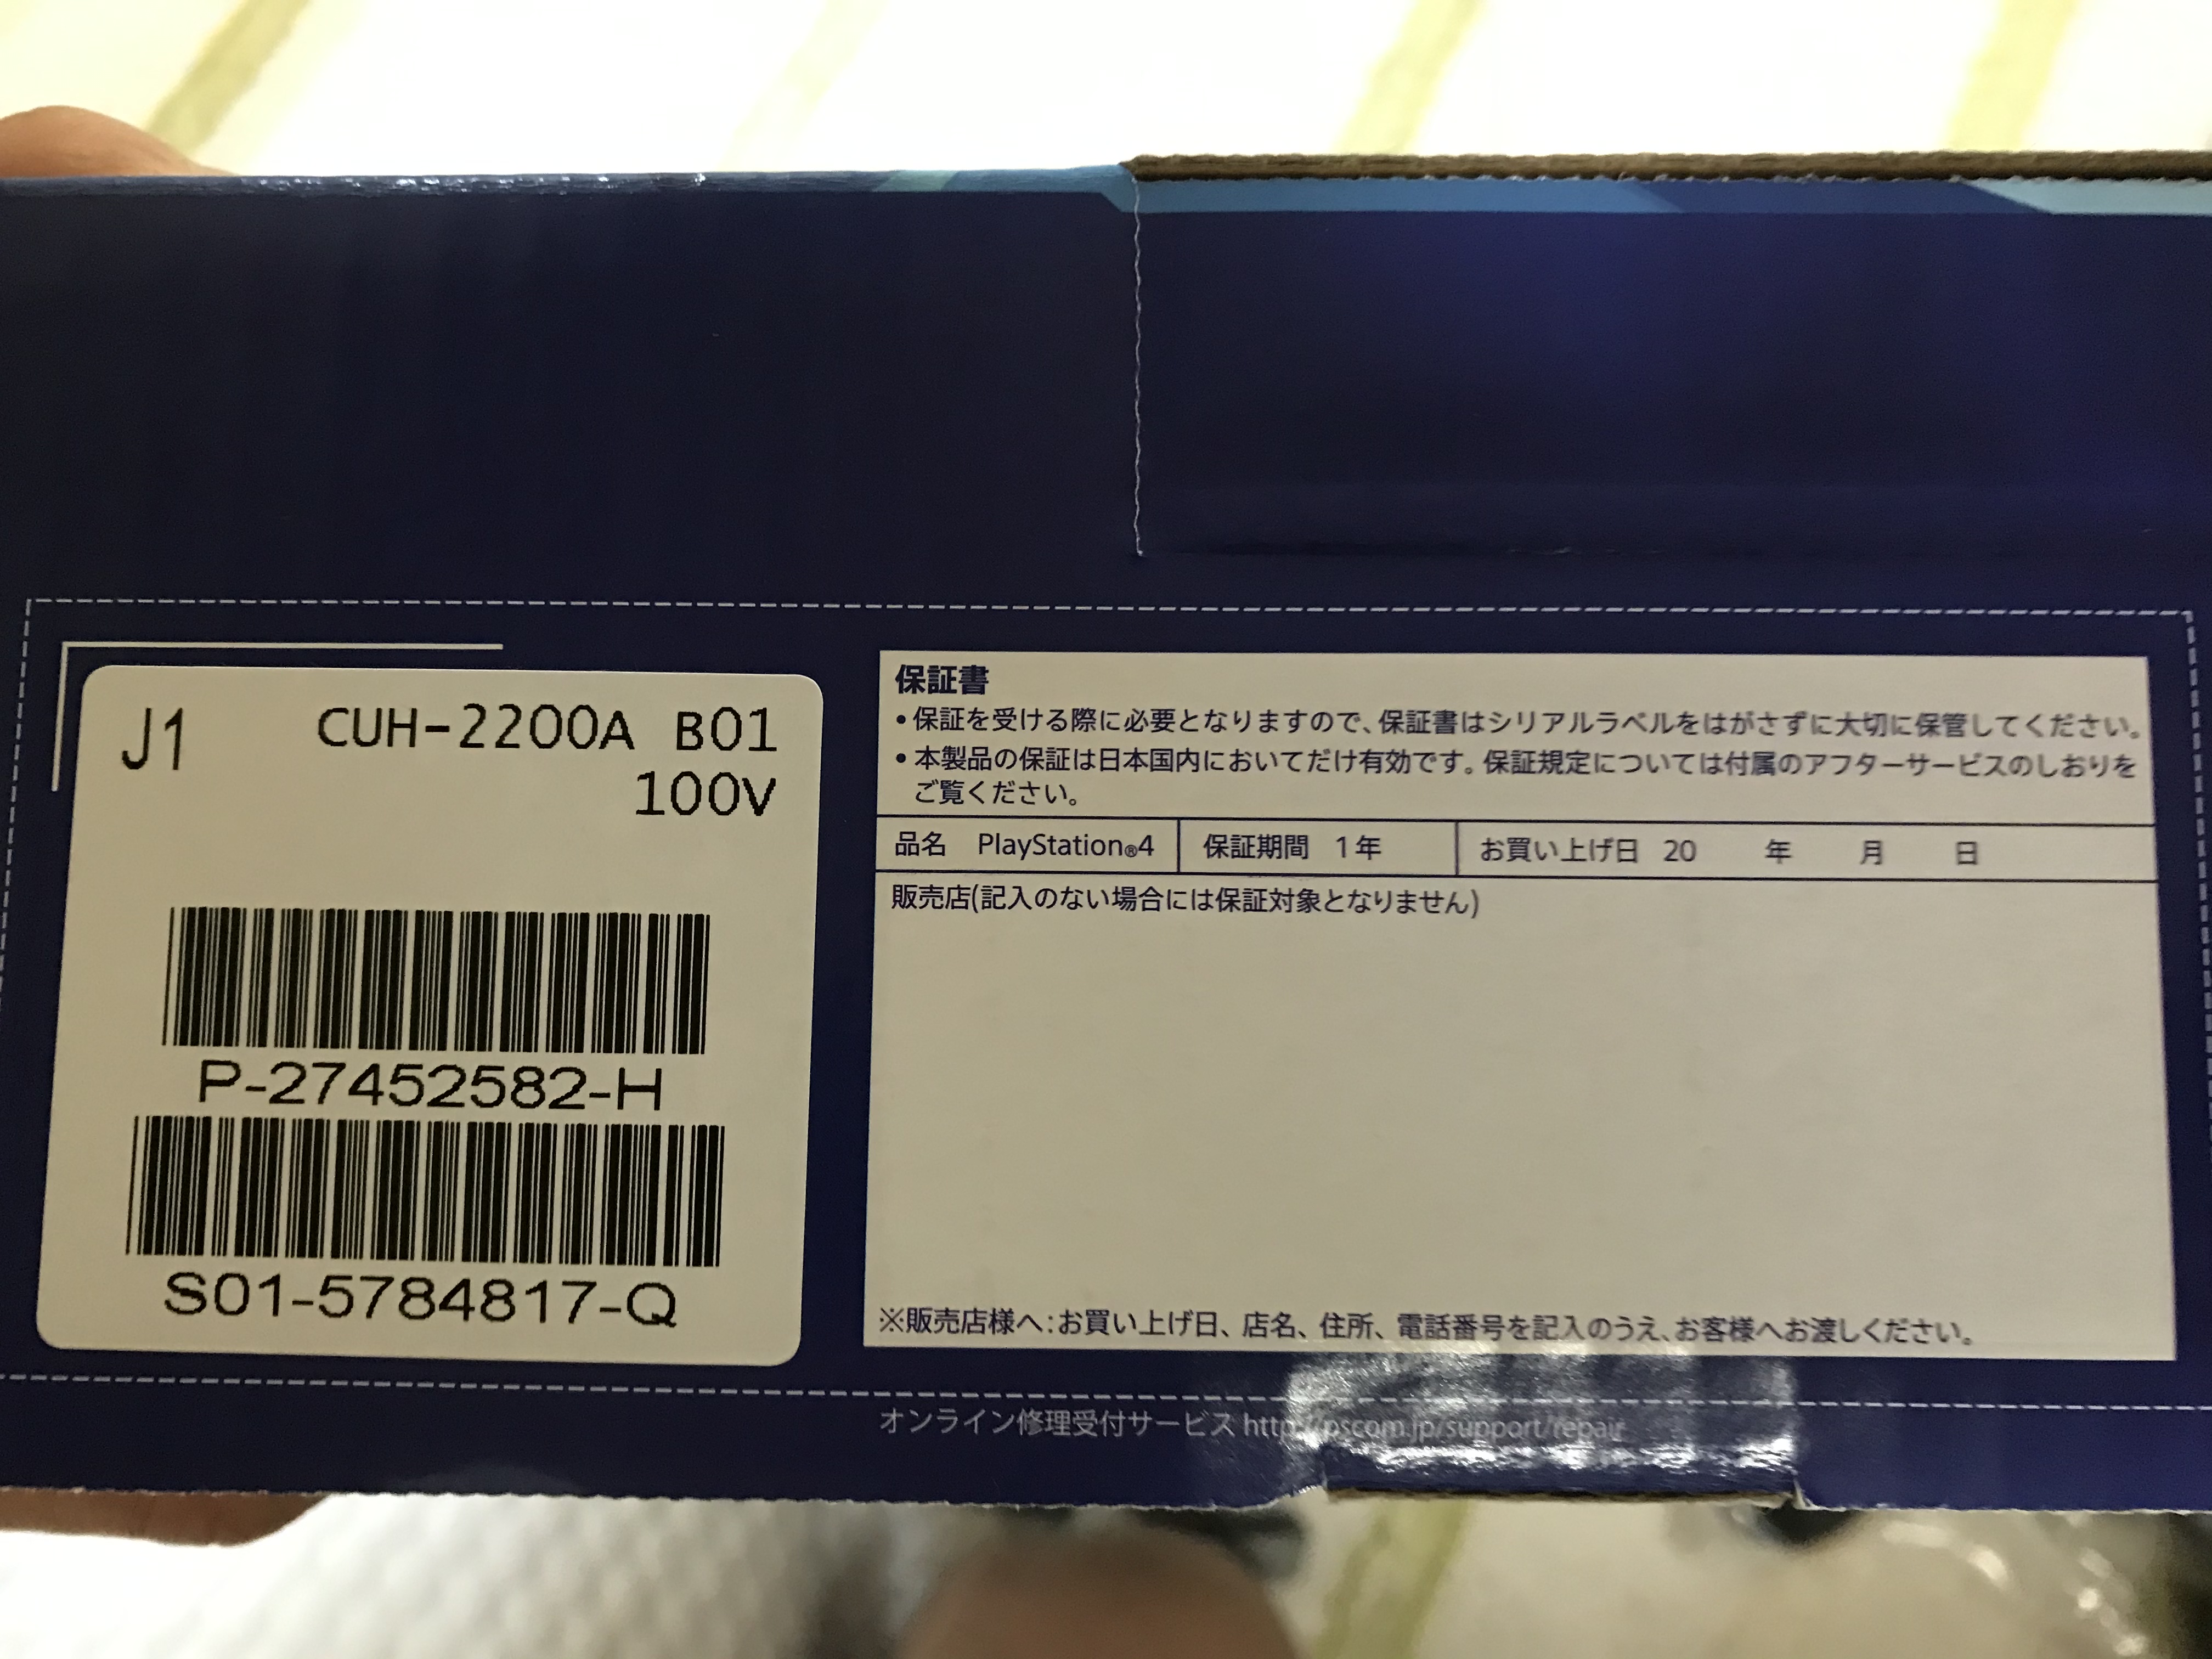 J1 CUH-2200A B01
100V
P-27452582-H
S01-5784817-Q
保証書
•保証を受ける際に必要となりますので、保証書はシリアルラベルをはがさずに大切に保管してください。
•本製品の保証は日本国内においてだけ有効です。保証規定については付属のアフターサービスのしおりを
ご覧ください。
品名 PlayStation®4 保証期間 1年 お買い上げ日 20 年 月 日
販売店(記入のない場合には保証対象となりません)
※販売店様へ:お買い上げ日、店名、住所、電話番号を記入のうえ、お客様へお渡しください。
オンライン修理受付サービス http://pscom.jp/support/repair